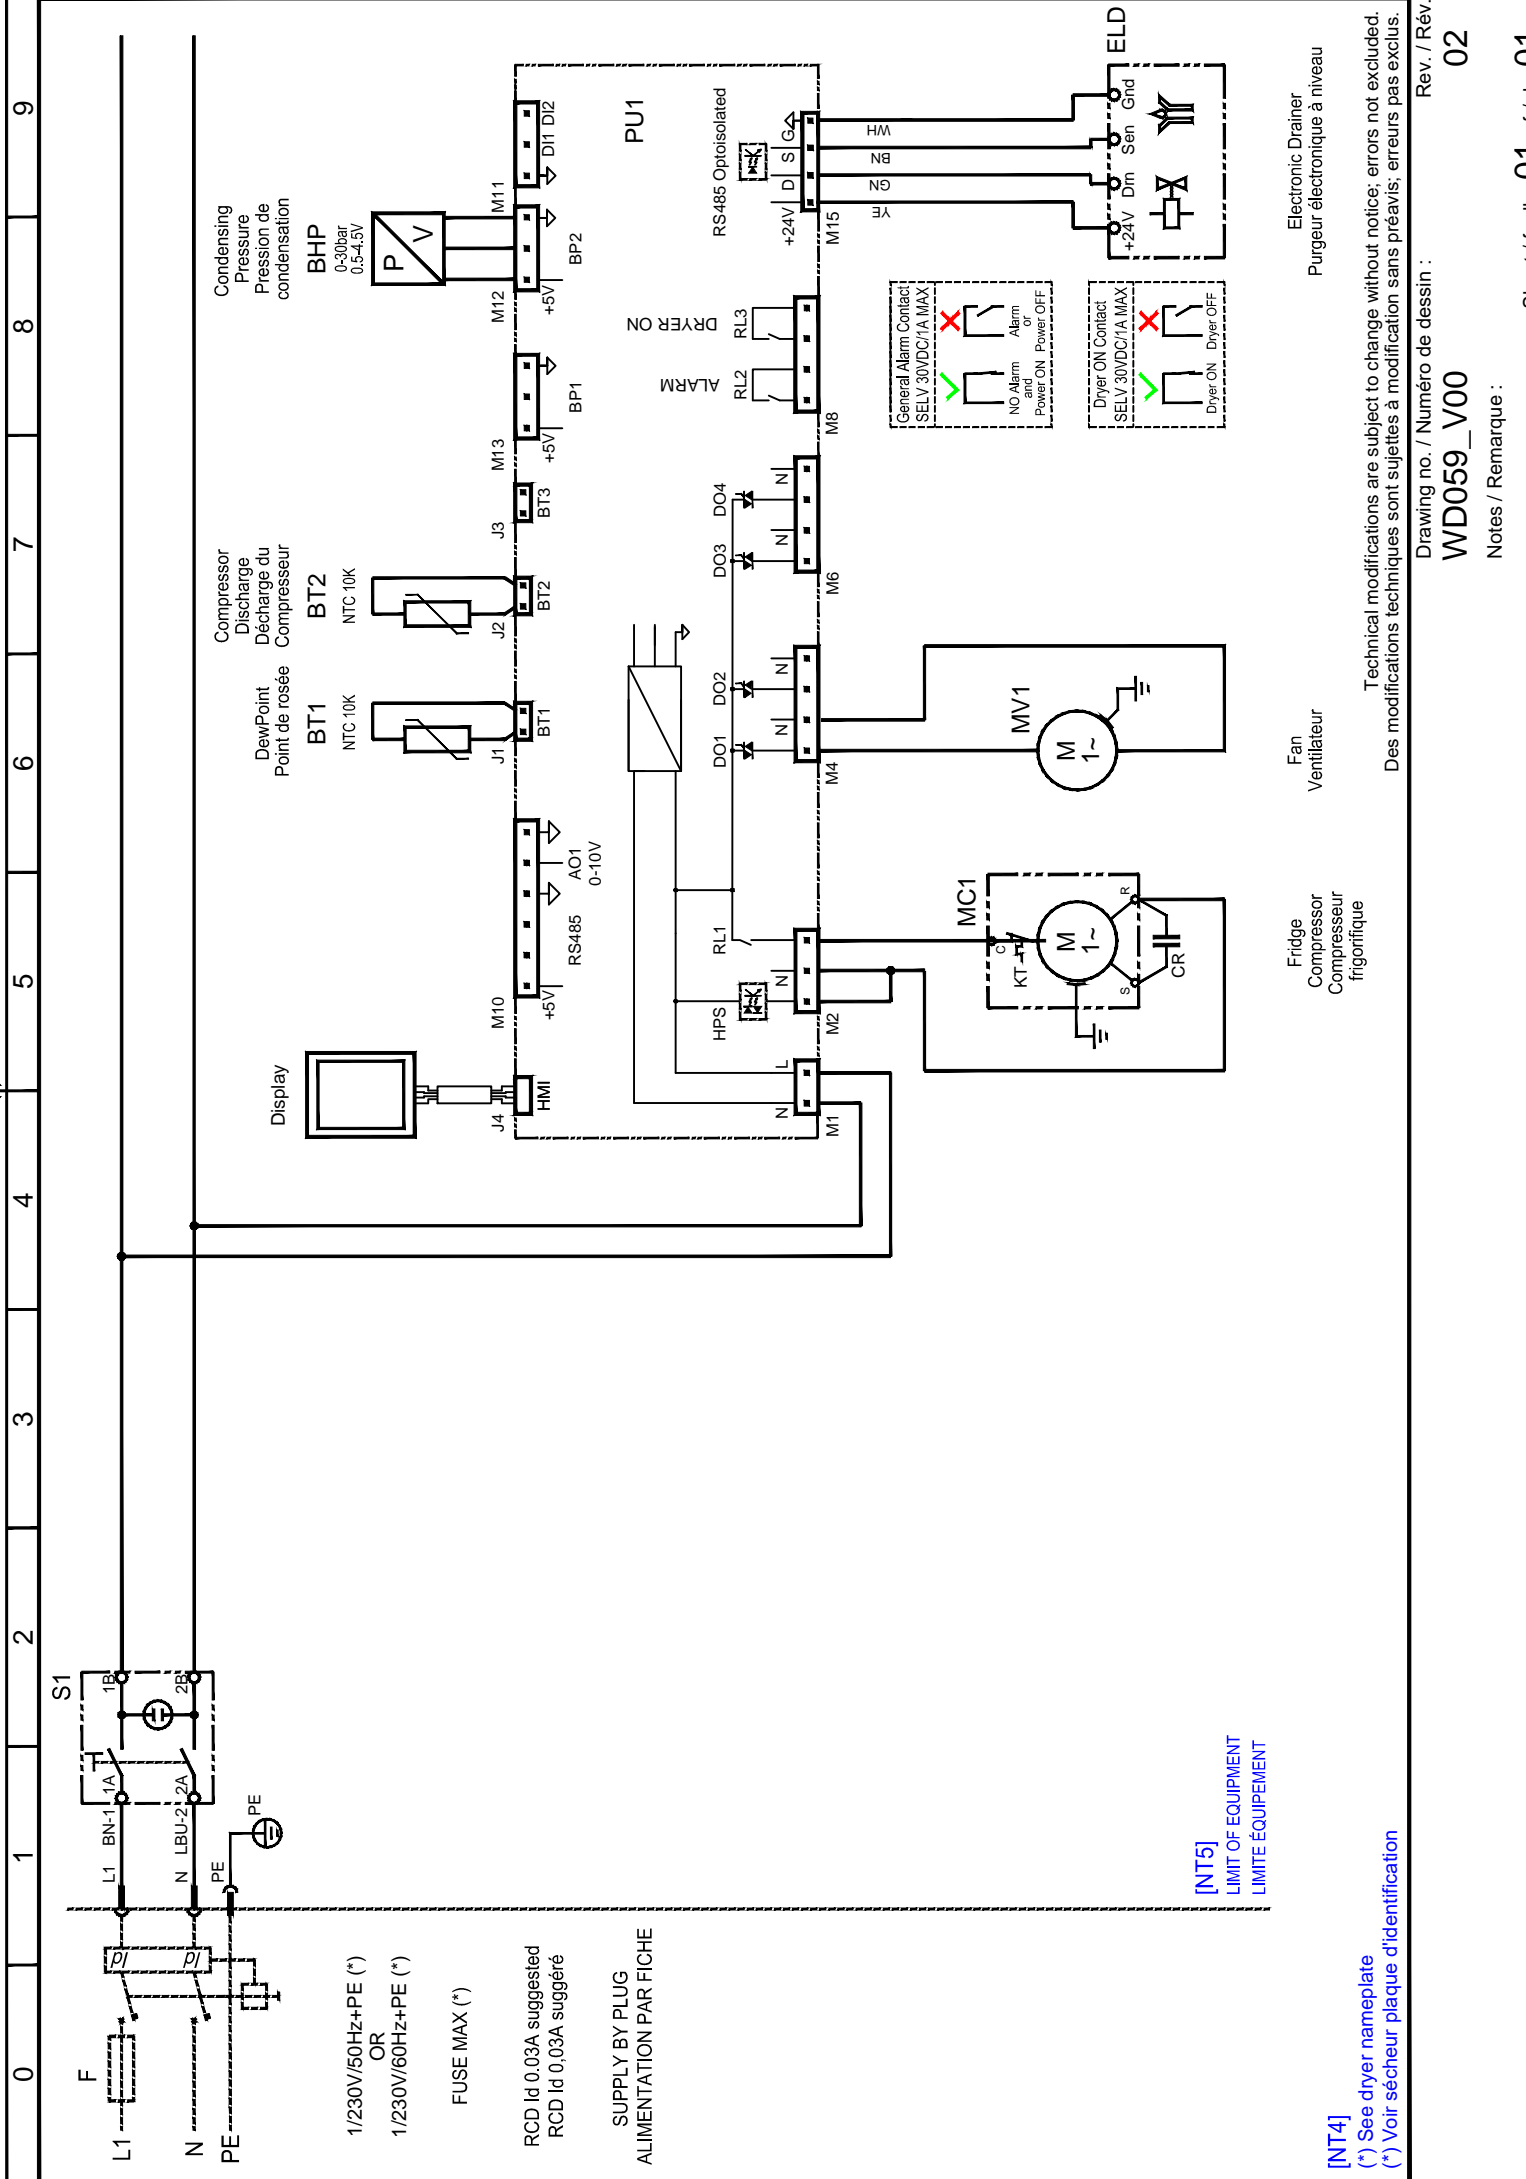 0 1 2 3 4 5 6 7 8 9
F
L1
N
PE
Id
Id
L1 BN-1 1A
N LBU-2 2A
PE
PE
S1
1B
2B
1/230V/50Hz+PE (*)
OR
1/230V/60Hz+PE (*)
FUSE MAX (*)
RCD Id 0.03A suggested
RCD Id 0,03A suggéré
SUPPLY BY PLUG
ALIMENTATION PAR FICHE
[NT5]
LIMIT OF EQUIPMENT
LIMITE ÉQUIPEMENT
[NT4]
(*) See dryer nameplate
(*) Voir sécheur plaque d'identification
Display
DewPoint
Point de rosée
BT1
NTC 10K
Compressor
Discharge
Décharge du
Compresseur
BT2
NTC 10K
Condensing
Pressure
Pression de
condensation
BHP
0-30bar
0.5-4.5V
P
V
J4
M10
J1
J2
J3
M13
M12
M11
HMI
+5V
RS485
AO1
0-10V
BT1
BT2
BT3
+5V
BP1
+5V
BP2
DI1 DI2
PU1
N
L
HPS
N
RL1
DO1
N
DO2
N
DO3
N
DO4
N
ALARM
RL2
DRYER ON
RL3
RS485 Optoisolated
+24V
D
S
G
M1
M2
M4
M6
M8
M15
YE
GN
BN
WH
General Alarm Contact
SELV 30VDC/1A MAX
NO Alarm
and
Power ON
Alarm
or
Power OFF
Dryer ON Contact
SELV 30VDC/1A MAX
Dryer ON
Dryer OFF
ELD
+24V
Drn
Sen
Gnd
MC1
C
KT
M
1~
S
R
CR
MV1
M
1~
Fridge
Compressor
Compresseur
frigorifique
Fan
Ventilateur
Electronic Drainer
Purgeur électronique à niveau
Technical modifications are subject to change without notice; errors not excluded.
Des modifications techniques sont sujettes à modification sans préavis; erreurs pas exclus.
Drawing no. / Numéro de dessin :
Rev. / Rév.
WD059_V00
02
Notes / Remarque :